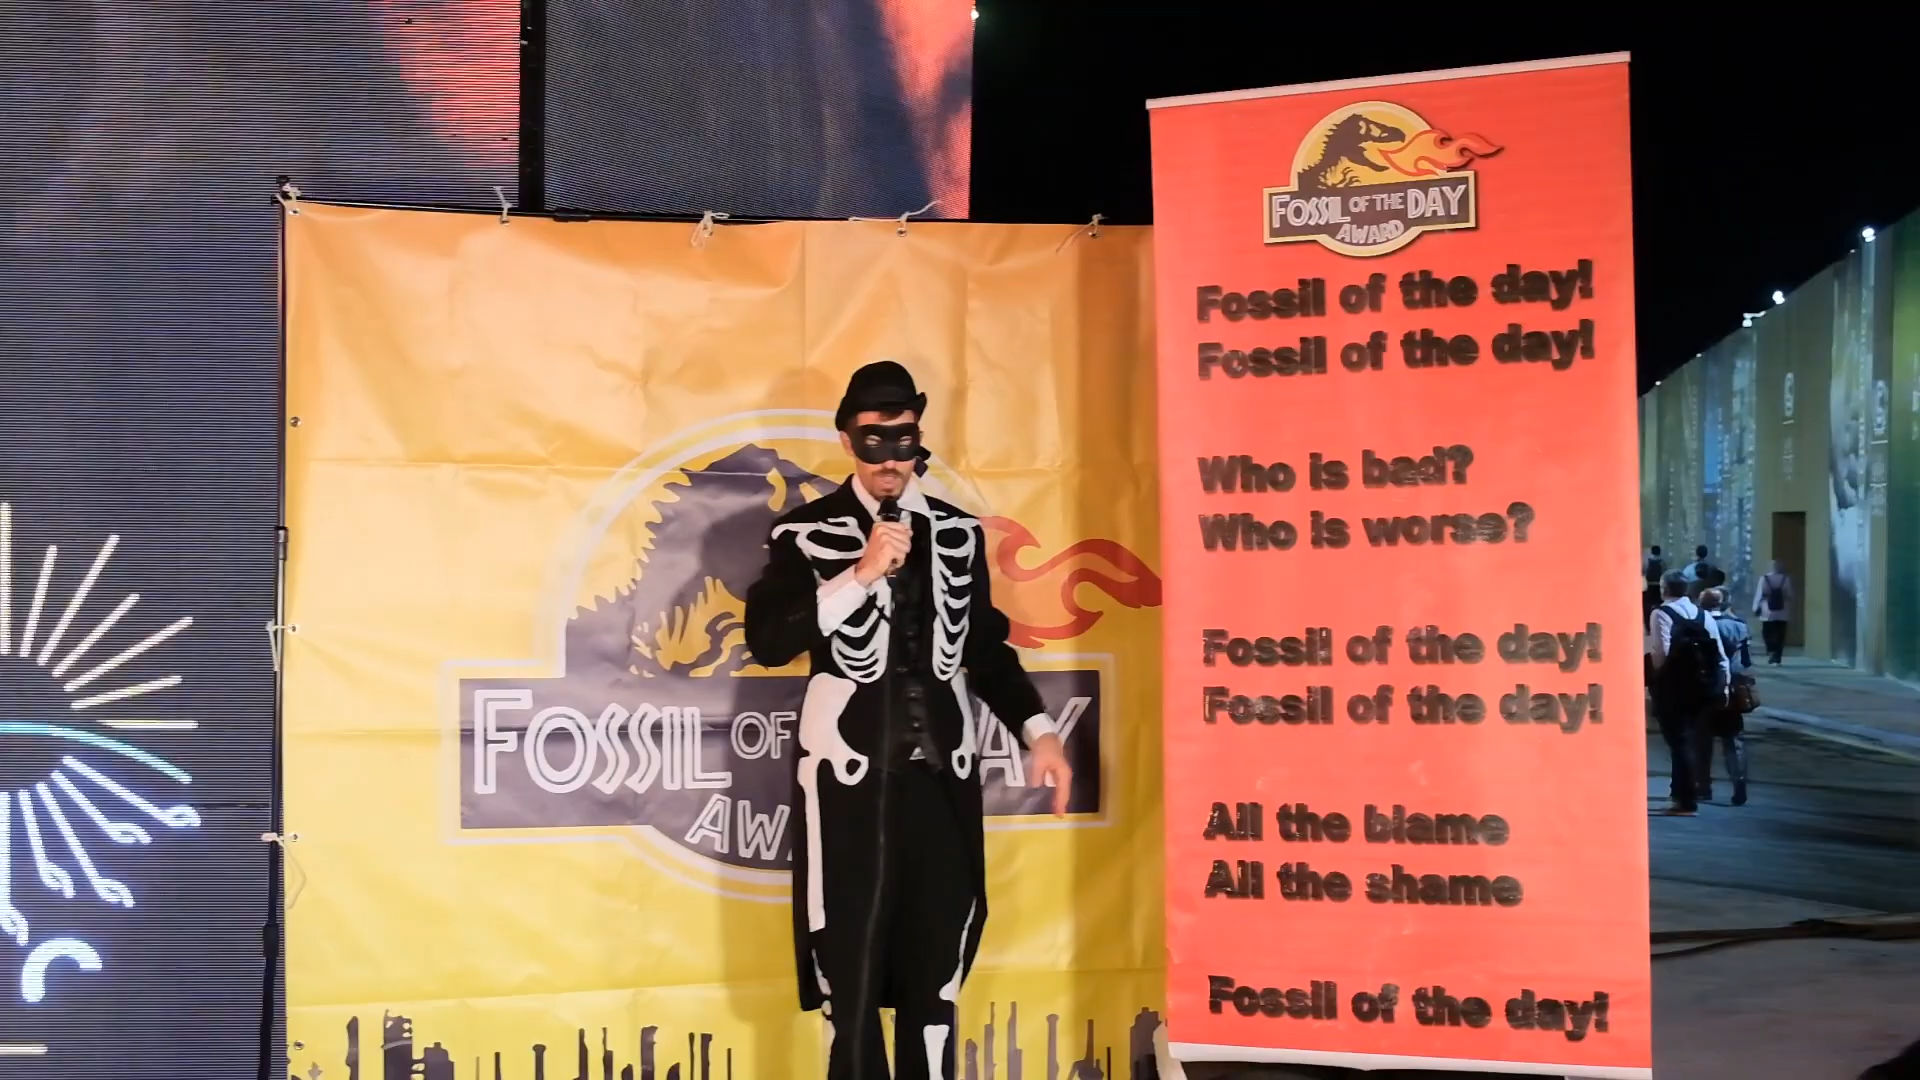 FOSSIL OF DAY
AW
FOSSIL OF THE DAY
AWARD
Fossil of the day!
Fossil of the day!
Who is bad?
Who is worse?
Fossil of the day!
Fossil of the day!
All the blame
All the shame
Fossil of the day!